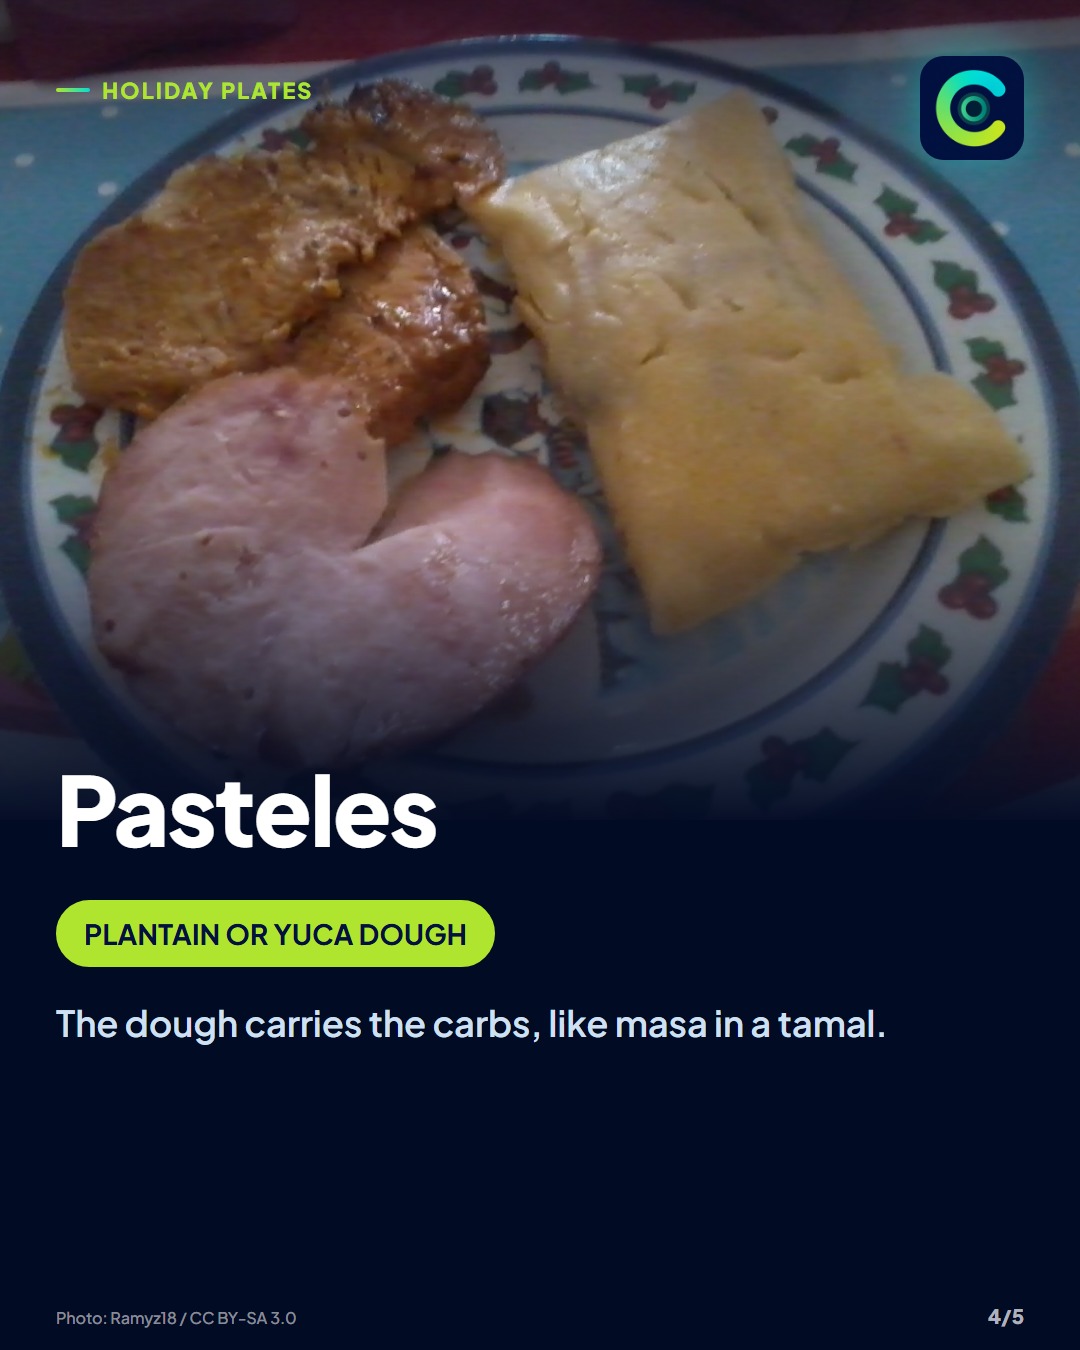 HOLIDAY PLATES
Pasteles
PLANTAIN OR YUCA DOUGH
The dough carries the carbs, like masa in a tamal.
Photo: Ramyz18 / CC BY-SA 3.0
4/5